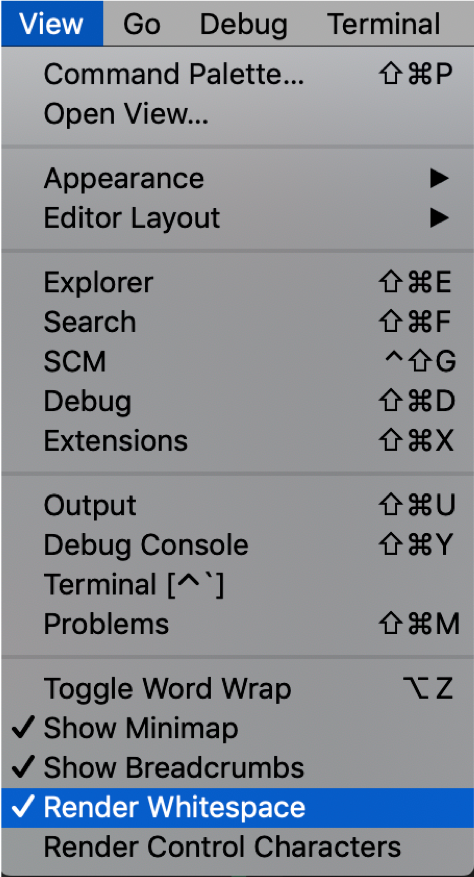 View Go Debug Terminal
Command Palette... ⇧⌘P
Open View...
Appearance ▶
Editor Layout ▶
Explorer ⇧⌘E
Search ⇧⌘F
SCM ^⇧G
Debug ⇧⌘D
Extensions ⇧⌘X
Output ⇧⌘U
Debug Console ⇧⌘Y
Terminal [^`]
Problems ⇧⌘M
Toggle Word Wrap ⌥Z
✓ Show Minimap
✓ Show Breadcrumbs
✓ Render Whitespace
Render Control Characters